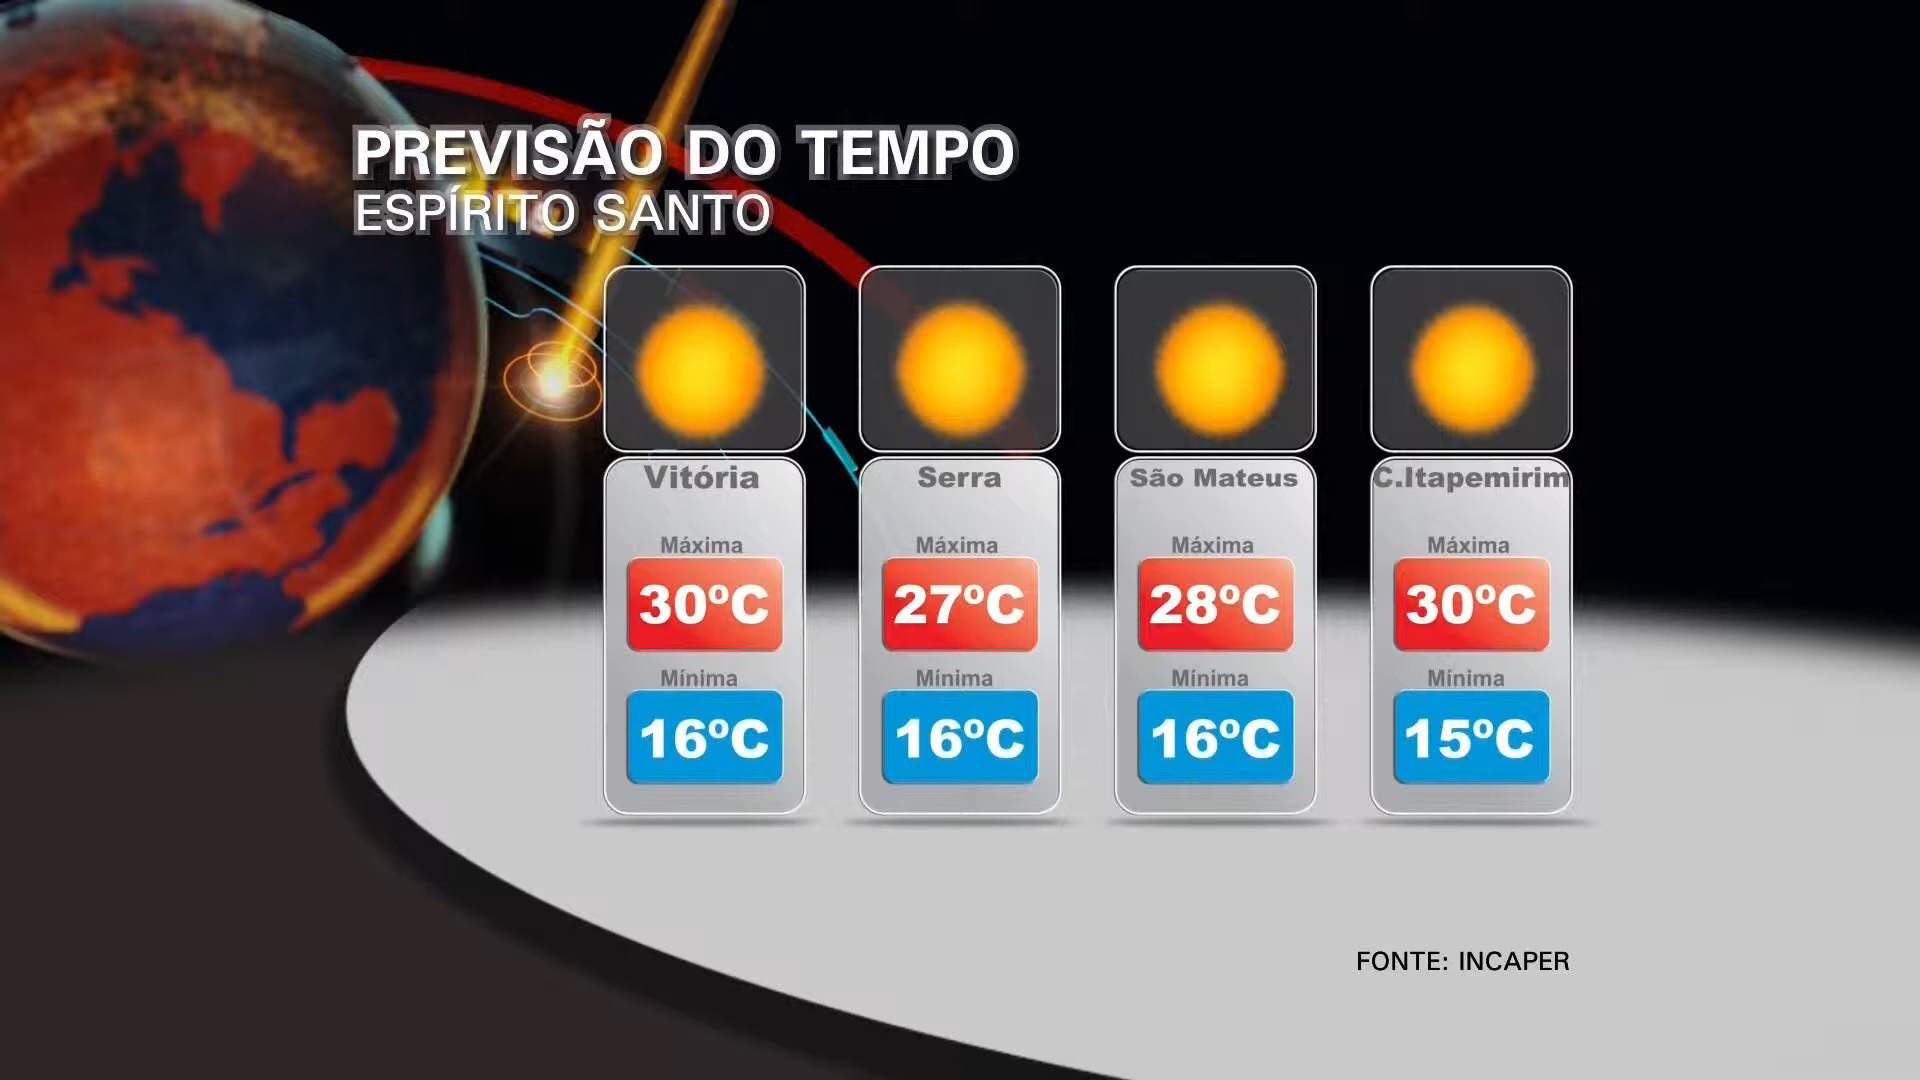 PREVISÃO DO TEMPO
ESPÍRITO SANTO
Vitória
Máxima
30ºC
Mínima
16ºC
Serra
Máxima
27ºC
Mínima
16ºC
São Mateus
Máxima
28ºC
Mínima
16ºC
C.Itapemirim
Máxima
30ºC
Mínima
15ºC
FONTE: INCAPER